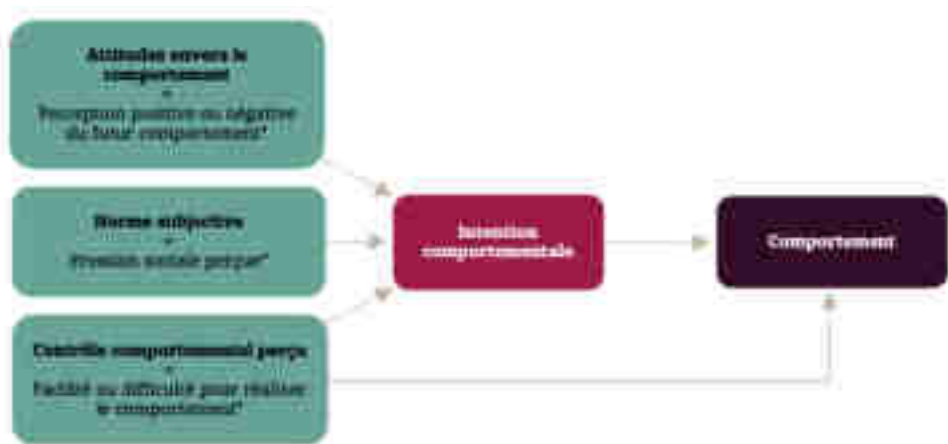 Attitudes envers le
comportement
=
Perception positive ou négative
du futur comportement*
Norme subjective
=
Pression sociale perçue*
Intention
comportementale
Comportement
Contrôle comportemental perçu
=
Facilité ou difficulté pour réaliser
le comportement*